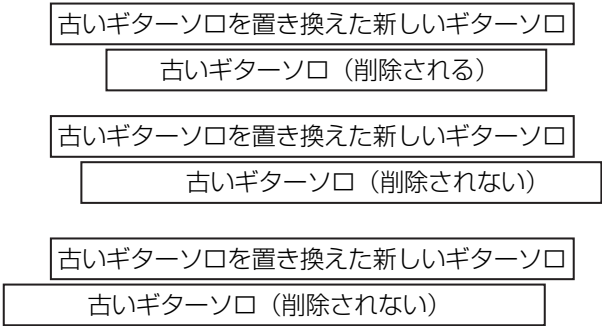 古いギターソロを置き換えた新しいギターソロ
古いギターソロ（削除される）
古いギターソロを置き換えた新しいギターソロ
古いギターソロ（削除されない）
古いギターソロを置き換えた新しいギターソロ
古いギターソロ（削除されない）